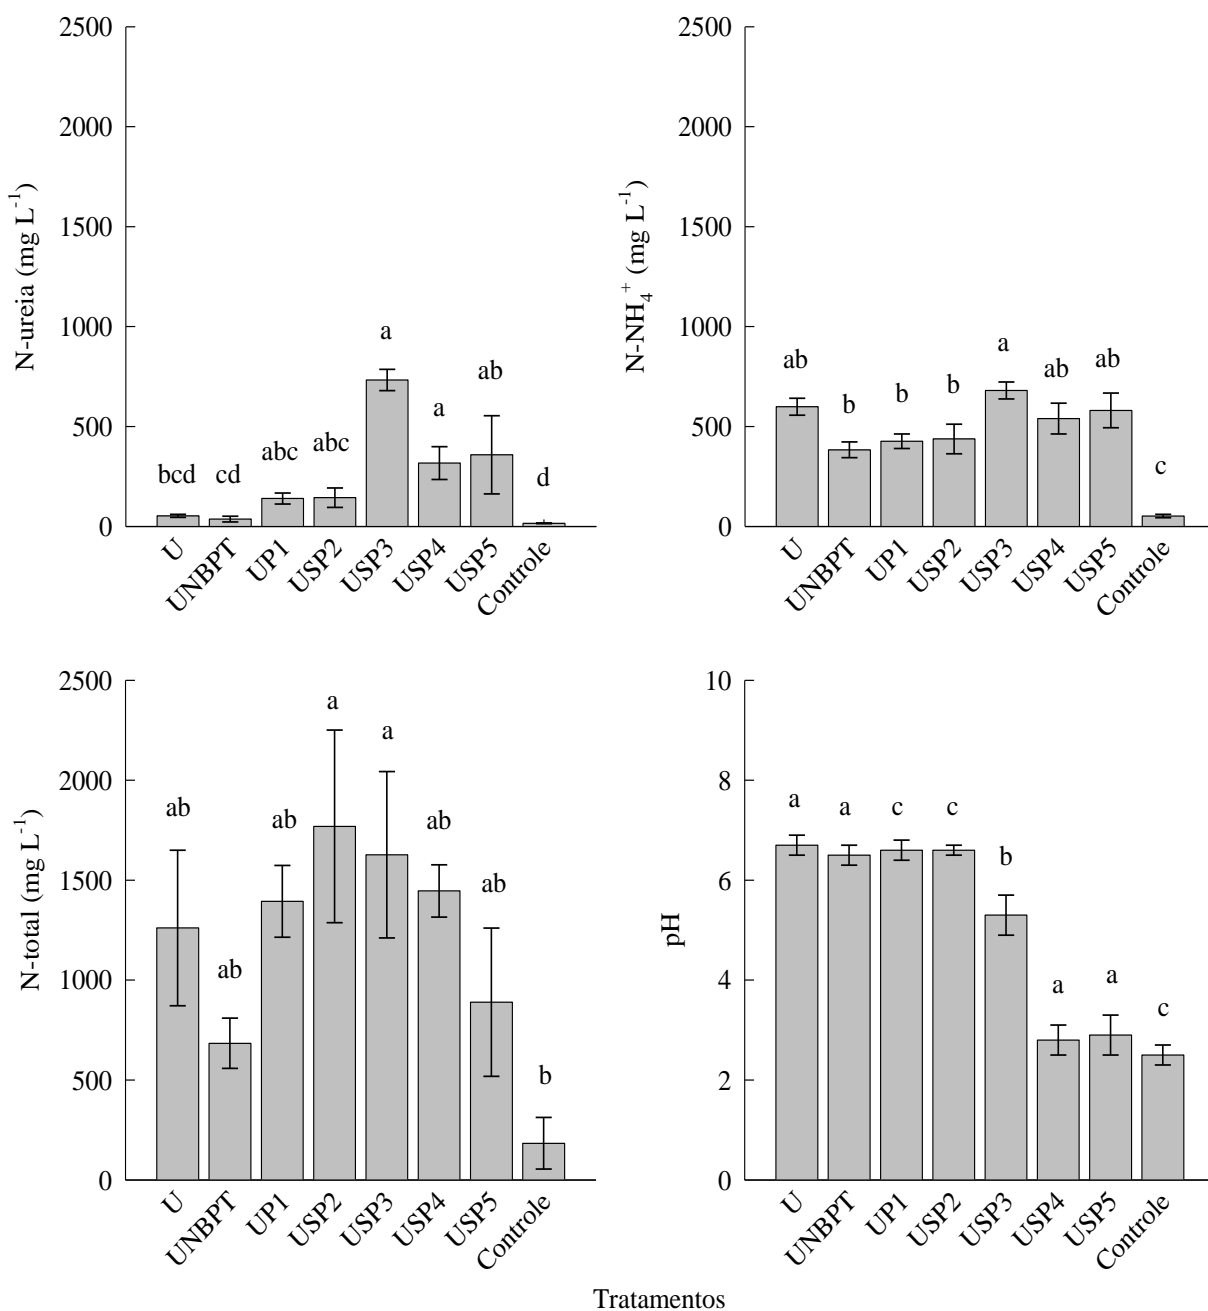 N-ureia (mg L⁻¹)
2500
2000
1500
1000
500
0
bcd cd abc abc a a ab d
U UNBPT UP1 USP2 USP3 USP4 USP5 Controle
N-NH₄⁺ (mg L⁻¹)
2500
2000
1500
1000
500
0
ab b b b a ab ab c
U UNBPT UP1 USP2 USP3 USP4 USP5 Controle
N-total (mg L⁻¹)
2500
2000
1500
1000
500
0
ab ab ab a a ab ab b
U UNBPT UP1 USP2 USP3 USP4 USP5 Controle
pH
10
8
6
4
2
0
a a c c b a a c
U UNBPT UP1 USP2 USP3 USP4 USP5 Controle
Tratamentos